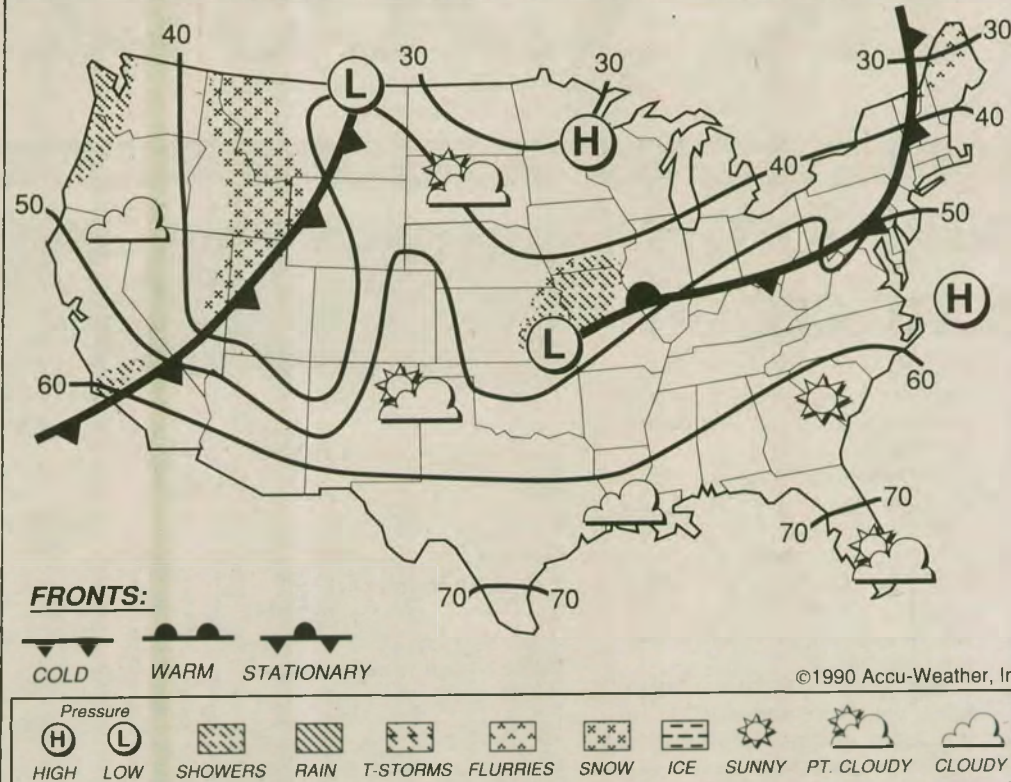 40
30
30
30
30
L
H
40
40
50
50
H
L
60
60
70
70
70
70
FRONTS:
COLD
WARM
STATIONARY
©1990 Accu-Weather, In
Pressure
H
L
HIGH
LOW
SHOWERS
RAIN
T-STORMS
FLURRIES
SNOW
ICE
SUNNY
PT. CLOUDY
CLOUDY